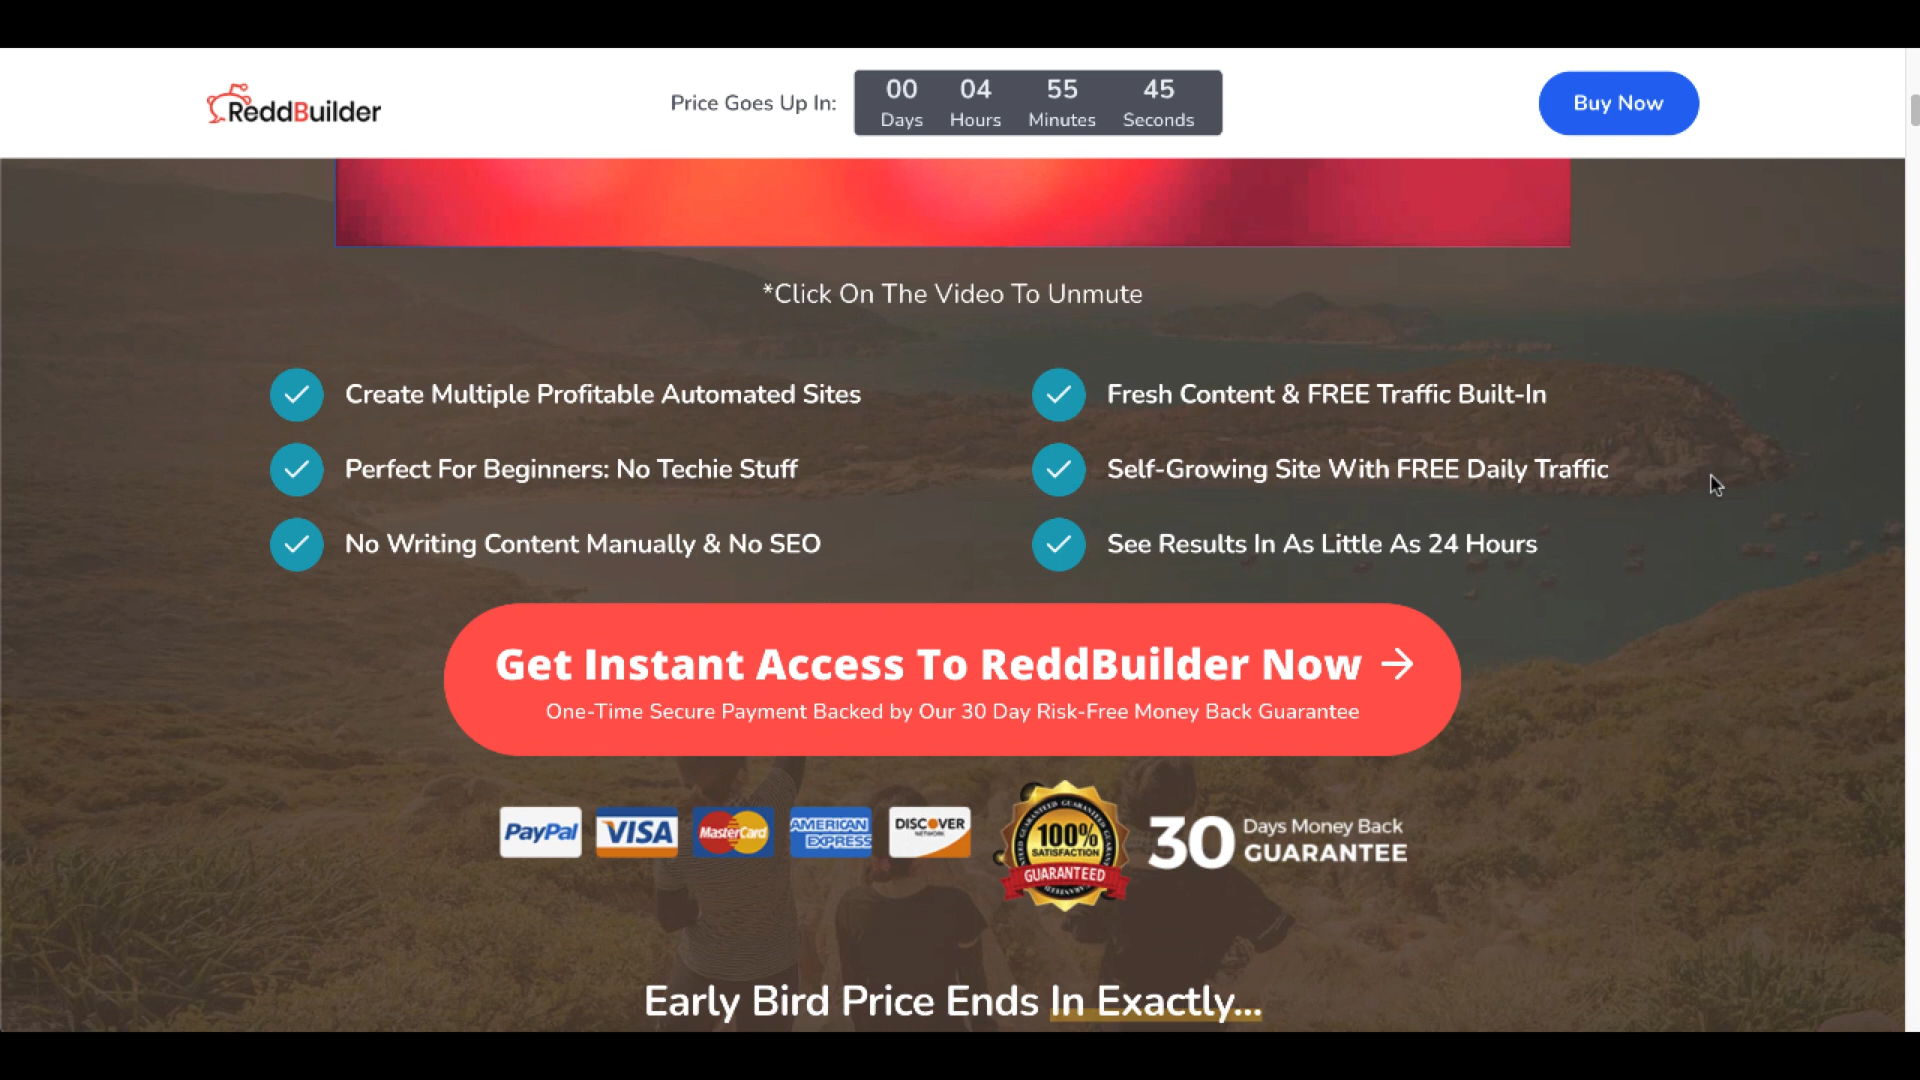 ReddBuilder
Price Goes Up In:
00 04 55 45
Days Hours Minutes Seconds
Buy Now
*Click On The Video To Unmute
Create Multiple Profitable Automated Sites
Fresh Content & FREE Traffic Built-In
Perfect For Beginners: No Techie Stuff
Self-Growing Site With FREE Daily Traffic
No Writing Content Manually & No SEO
See Results In As Little As 24 Hours
Get Instant Access To ReddBuilder Now →
One-Time Secure Payment Backed by Our 30 Day Risk-Free Money Back Guarantee
PayPal VISA MasterCard AMERICAN EXPRESS DISCOVER NETWORK
100%
SATISFACTION
GUARANTEED
30 Days Money Back
GUARANTEE
Early Bird Price Ends In Exactly...